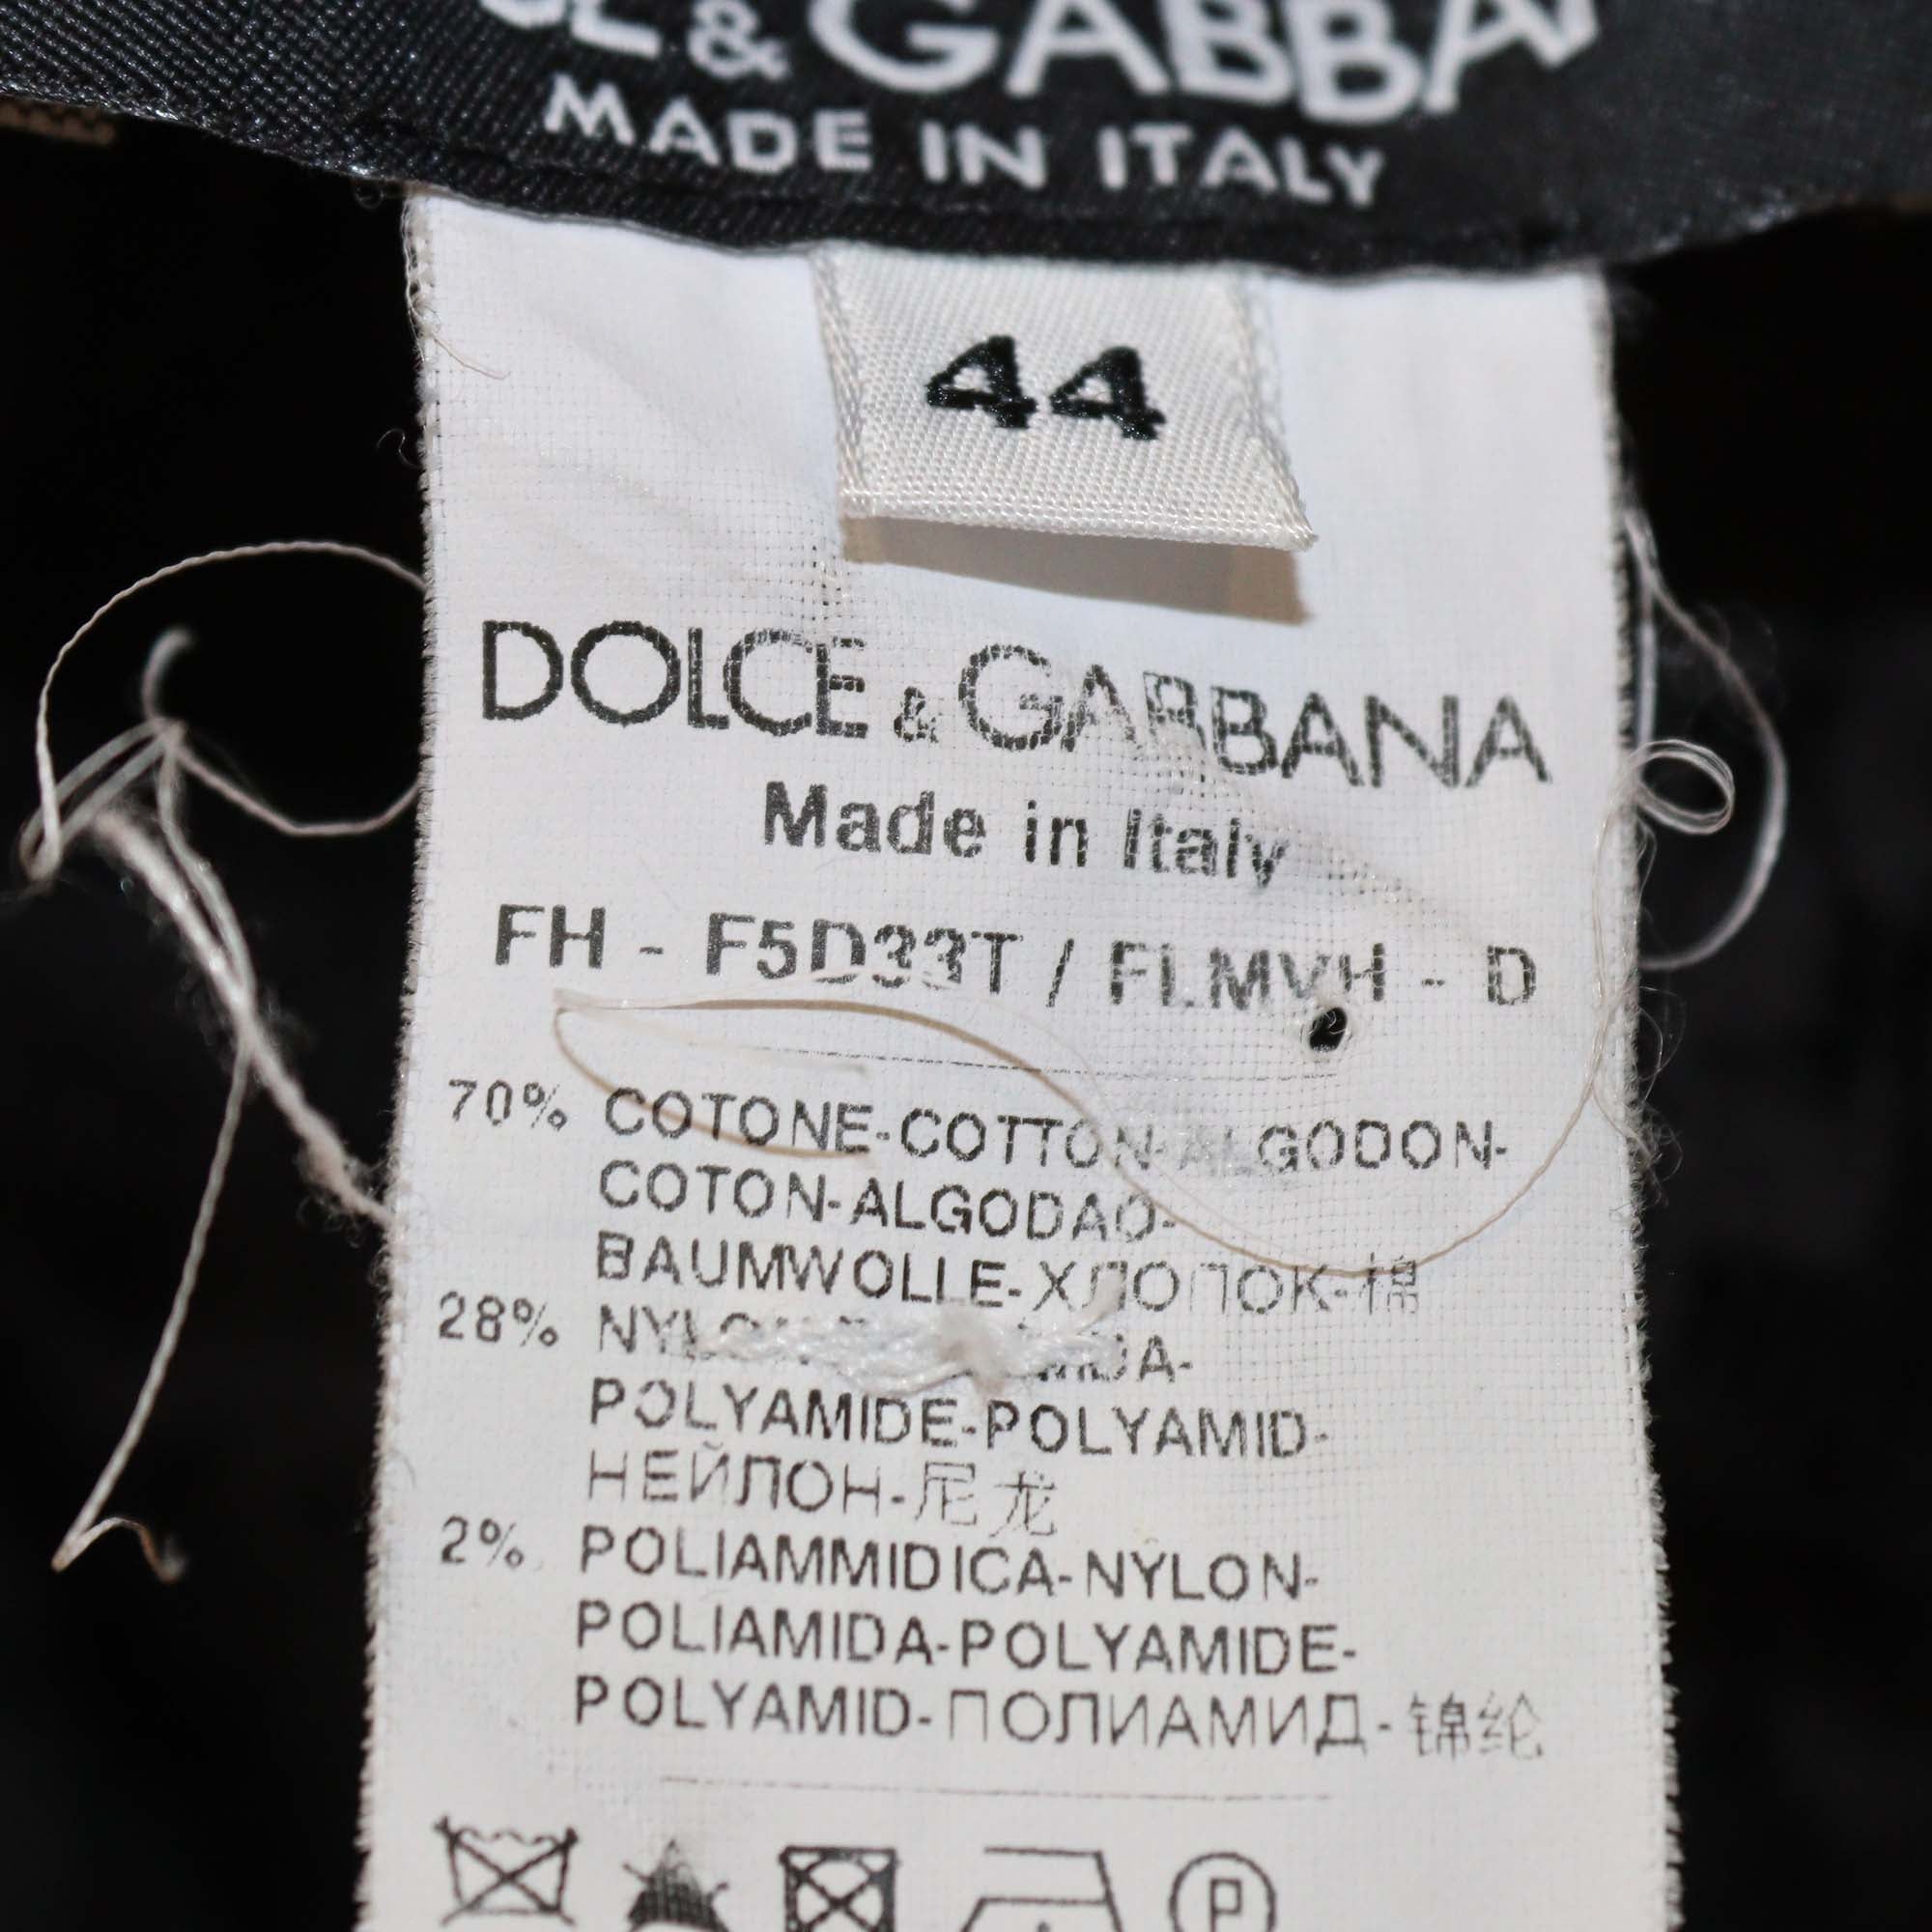 & GABBA
MADE IN ITALY
44
DOLCE & GABBANA
Made in Italy
FH - F5D33T / FLMVH - D
70% COTONE-COTTON-ALGODON-
COTON-ALGODAO-
BAUMWOLLE-ХЛОПОК-棉
28%
POLYAMIDE-POLYAMID-
НЕЙЛОН-尼龙
2% POLIAMMIDICA-NYLON-
POLIAMIDA-POLYAMIDE-
POLYAMID-ПОЛИАМИД-锦纶
P